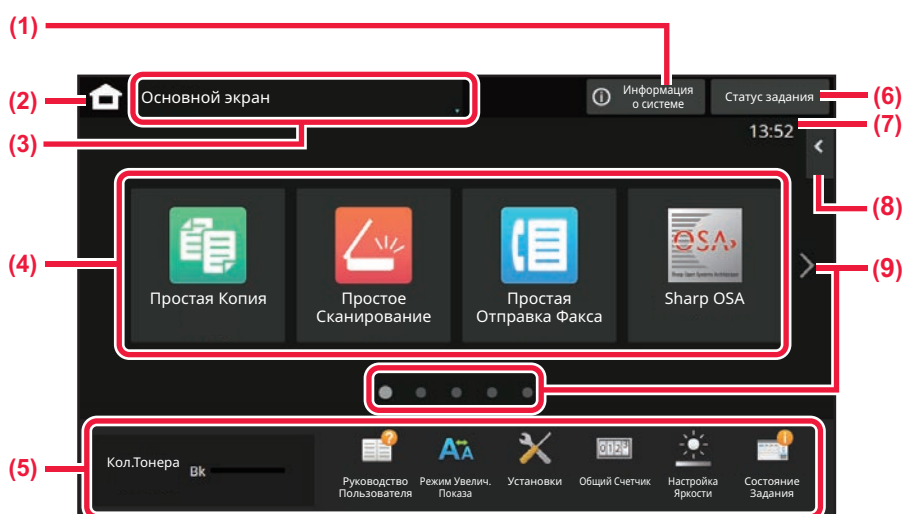 (1)
(2)
Основной экран
Информация
о системе
Статус задания
(6)
(3)
13:52
(7)
(8)
(4)
OSA
Простая Копия
Простое
Сканирование
Простая
Отправка Факса
Sharp OSA
(9)
(5)
Кол.Тонера
Bk
Руководство
Пользователя
Режим Увелич.
Показа
Установки
Общий Счетчик
Настройка
Яркости
Состояние
Задания